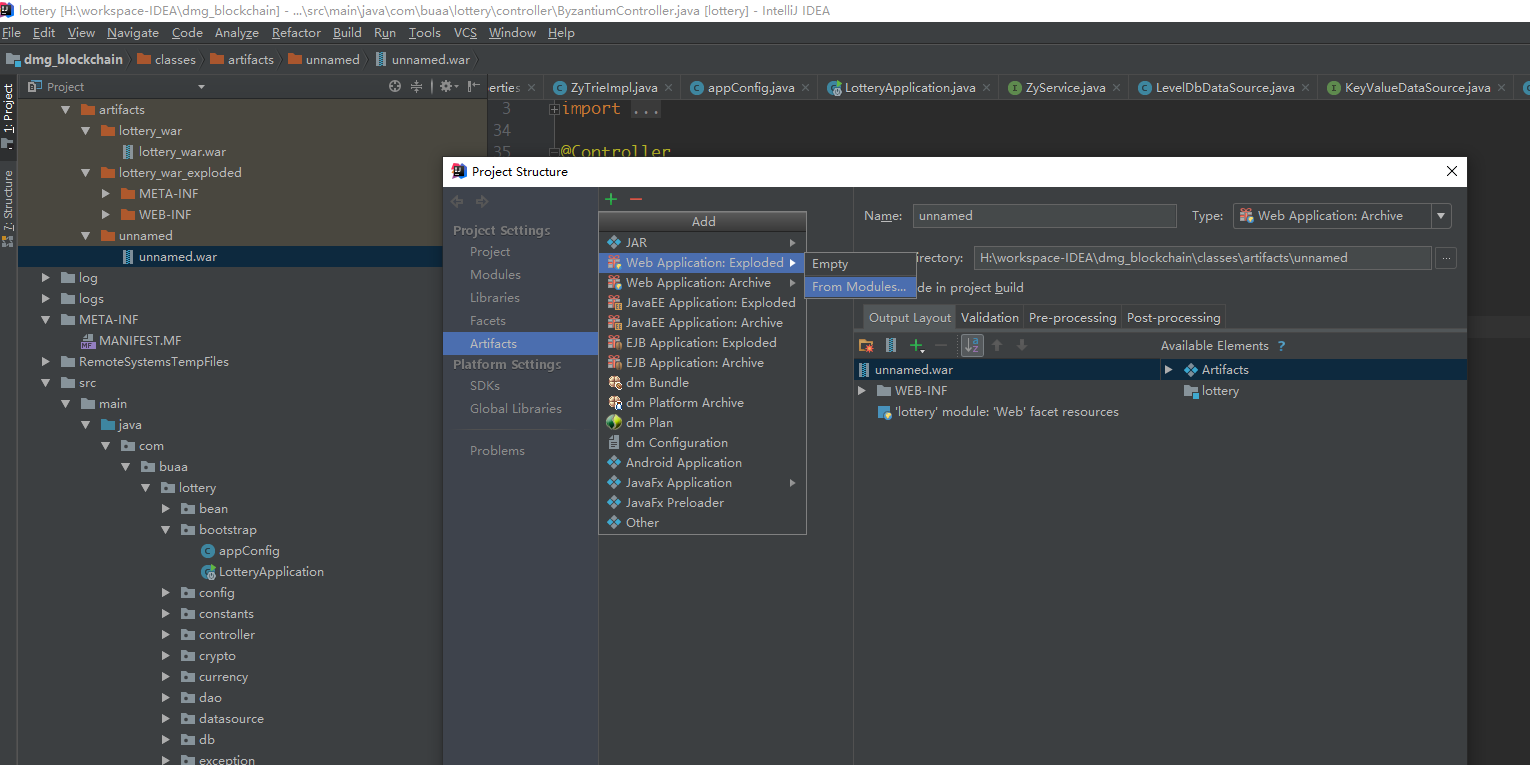 lottery [H:\workspace-IDEA\dmg_blockchain] - ...\src\main\java\com\buaa\lottery\controller\ByzantiumController.java [lottery] - IntelliJ IDEA
File Edit View Navigate Code Analyze Refactor Build Run Tools VCS Window Help
dmg_blockchain classes artifacts unnamed unnamed.war
1: Project
7: Structure
Project
artifacts
lottery_war
lottery_war.war
lottery_war_exploded
META-INF
WEB-INF
unnamed
unnamed.war
log
logs
META-INF
MANIFEST.MF
RemoteSystemsTempFiles
src
main
java
com
buaa
lottery
bean
bootstrap
appConfig
LotteryApplication
config
constants
controller
crypto
currency
dao
datasource
db
exception
erties ZyTrieImpl.java appConfig.java LotteryApplication.java ZyService.java LevelDbDataSource.java KeyValueDataSource.java
3 import ...
34
35 @Controller
Project Structure
Project Settings
Project
Modules
Libraries
Facets
Artifacts
Platform Settings
SDKs
Global Libraries
Problems
Add
JAR
Web Application: Exploded
Web Application: Archive
JavaEE Application: Exploded
JavaEE Application: Archive
EJB Application: Exploded
EJB Application: Archive
dm Bundle
dm Platform Archive
dm Plan
dm Configuration
Android Application
JavaFx Application
JavaFx Preloader
Other
Empty
From Modules...
Name: unnamed Type: Web Application: Archive
irectory: H:\workspace-IDEA\dmg_blockchain\classes\artifacts\unnamed ...
de in project build
Output Layout Validation Pre-processing Post-processing
Available Elements ?
unnamed.war
WEB-INF
'lottery' module: 'Web' facet resources
Artifacts
lottery